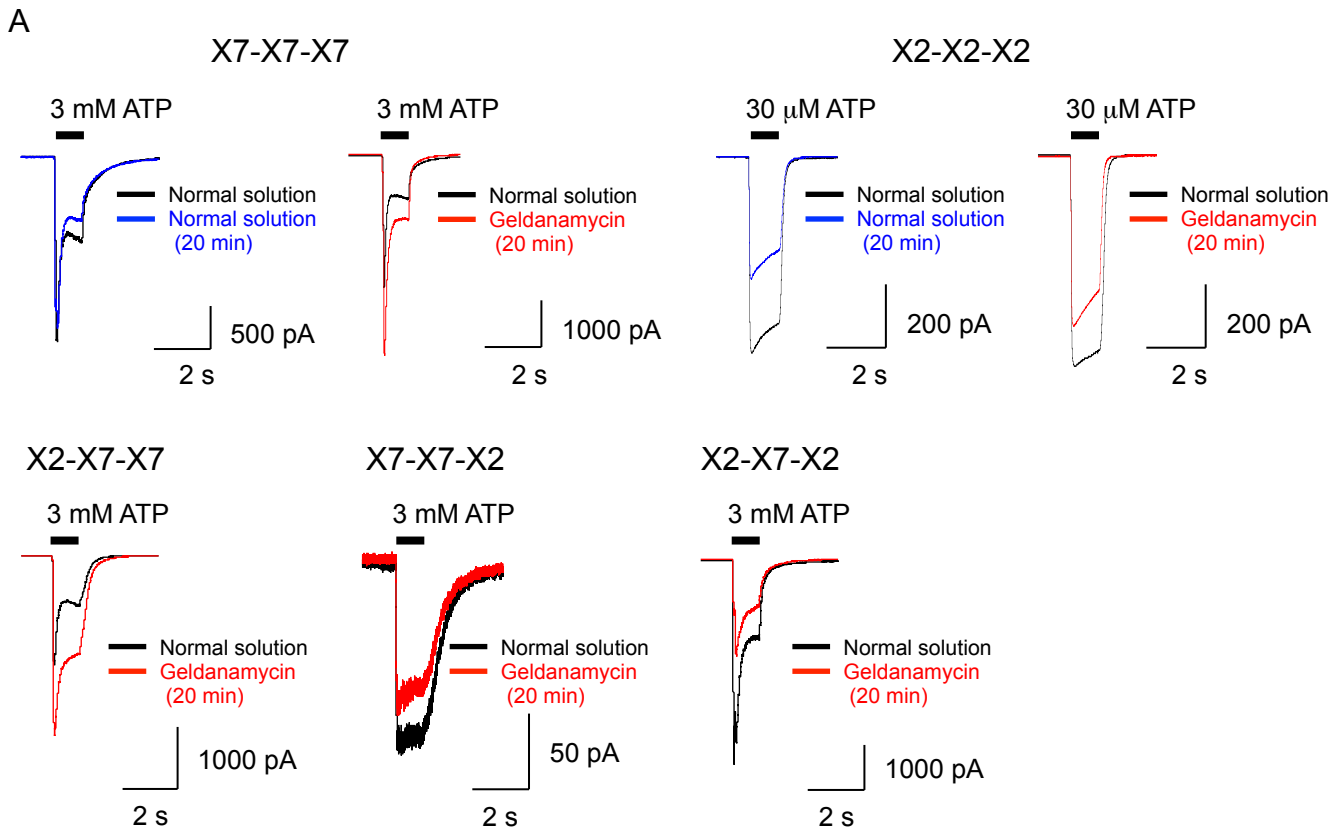 A
X7-X7-X7
X2-X2-X2
3 mM ATP
3 mM ATP
30 μM ATP
30 μM ATP
Normal solution
Normal solution
(20 min)
500 pA
2 s
Normal solution
Geldanamycin
(20 min)
1000 pA
2 s
Normal solution
Normal solution
(20 min)
200 pA
2 s
Normal solution
Geldanamycin
(20 min)
200 pA
2 s
X2-X7-X7
X7-X7-X2
X2-X7-X2
3 mM ATP
3 mM ATP
3 mM ATP
Normal solution
Geldanamycin
(20 min)
1000 pA
2 s
Normal solution
Geldanamycin
(20 min)
50 pA
2 s
Normal solution
Geldanamycin
(20 min)
1000 pA
2 s